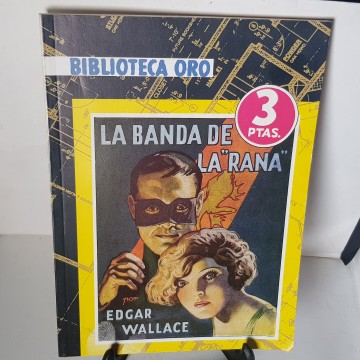 BIBLIOTECA ORO
3
PTAS.
LA BANDA DE
LA "RANA"
EDGAR
WALLACE